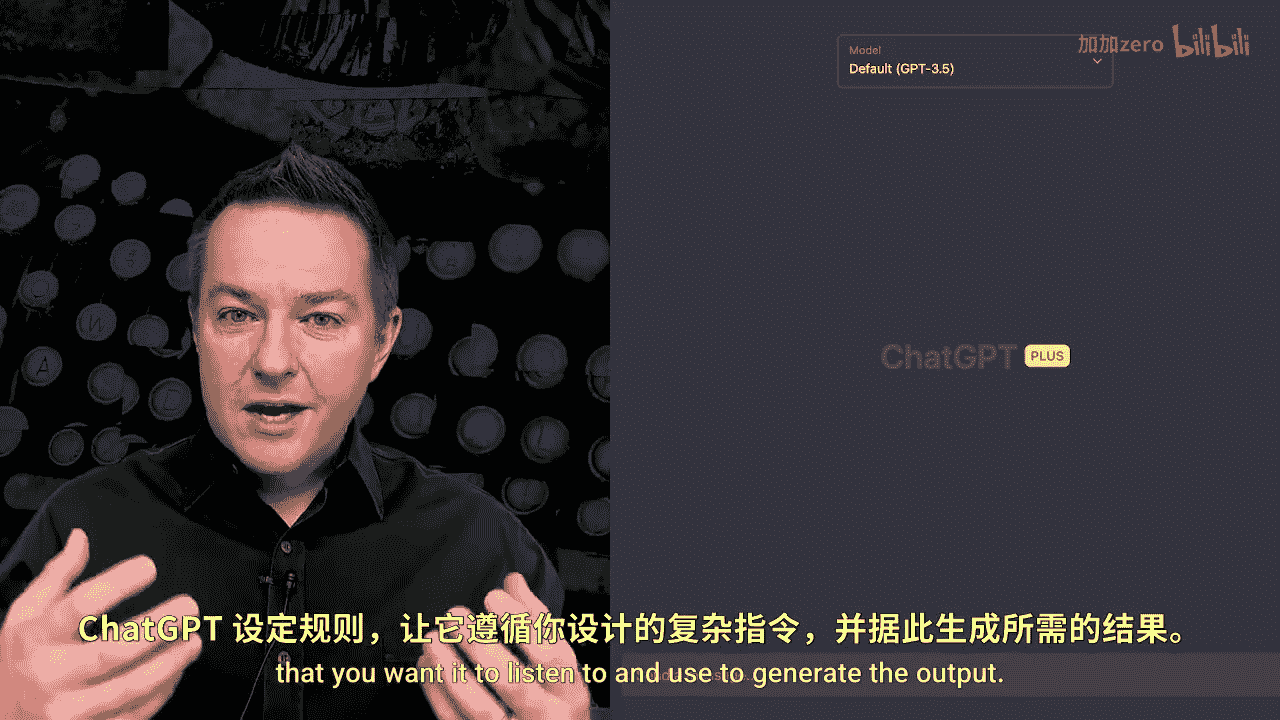 加加zero bilibili
Model
Default (GPT-3.5)
ChatGPT PLUS
ChatGPT 设定规则，让它遵循你设计的复杂指令，并据此生成所需的结果。
that you want it to listen to and use to generate the output.